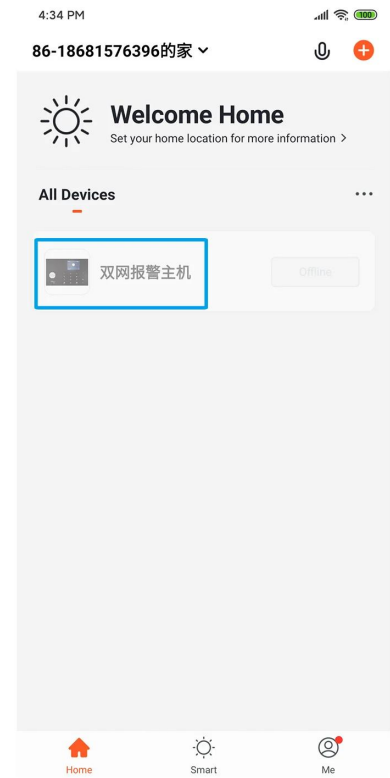 4:34 PM
100
86-18681576396的家
Welcome Home
Set your home location for more information >
All Devices
双网报警主机
Offline
Home
Smart
Me